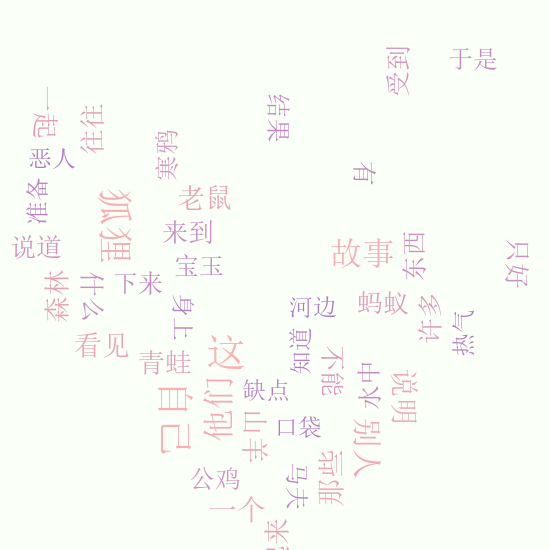 受到
于是
一起
往往
结果
恶人
寒鸦
有
准备
狐狸
老鼠
说道
来到
故事
东西
只好
宝玉
森林
什么
下来
身上
河边
蚂蚁
许多
热气
看见
青蛙
这
知道
不能
水中
说明
自己
他们
缺点
山羊
口袋
别人
公鸡
马夫
那些
一个